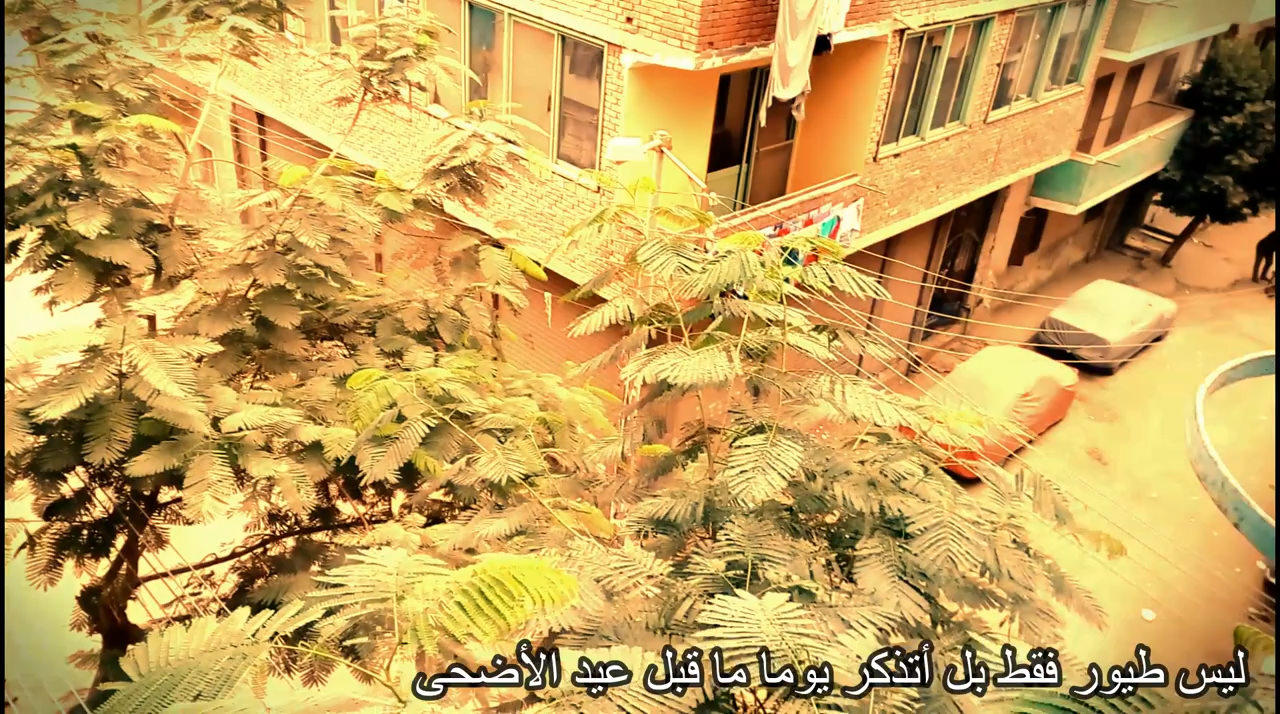 ليس طيور فقط بل أتذكر يوما ما قبل عيد الأضحى